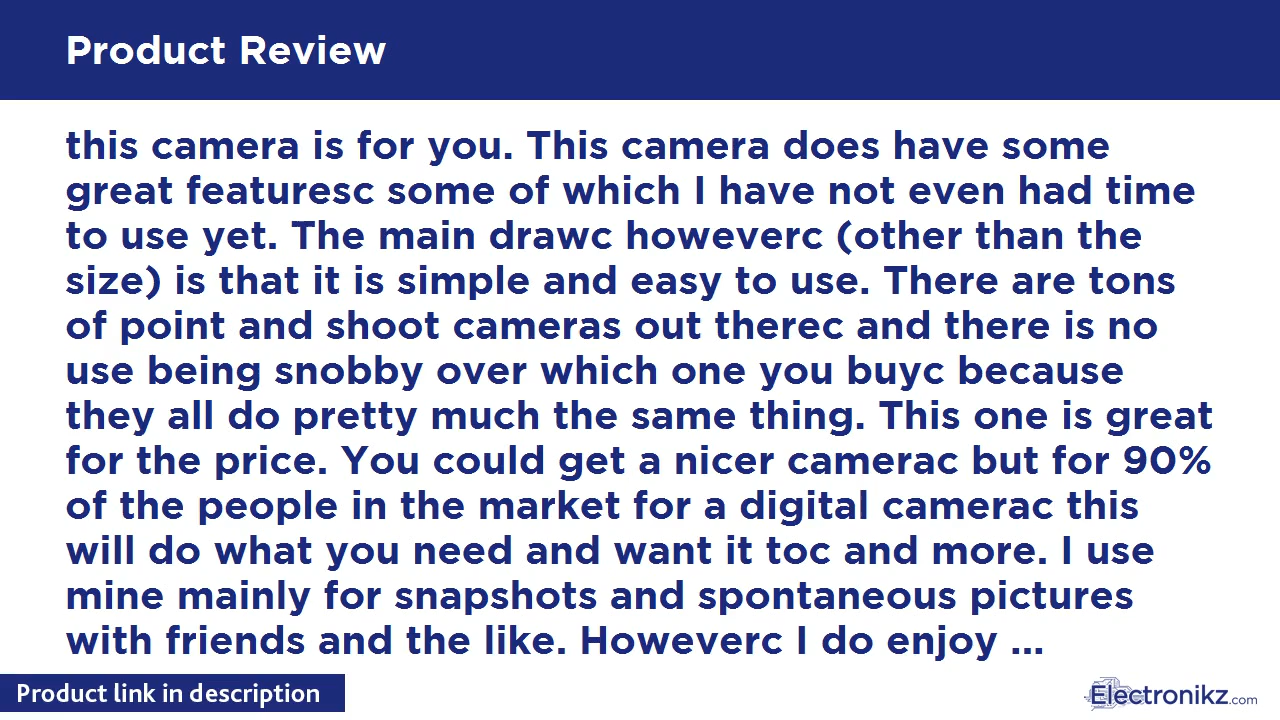 Product Review
this camera is for you. This camera does have some
great featuresc some of which I have not even had time
to use yet. The main drawc howeverc (other than the
size) is that it is simple and easy to use. There are tons
of point and shoot cameras out therec and there is no
use being snobby over which one you buyc because
they all do pretty much the same thing. This one is great
for the price. You could get a nicer camerac but for 90%
of the people in the market for a digital camerac this
will do what you need and want it toc and more. I use
mine mainly for snapshots and spontaneous pictures
with friends and the like. Howeverc I do enjoy ...
Product link in description
Electronikz.com